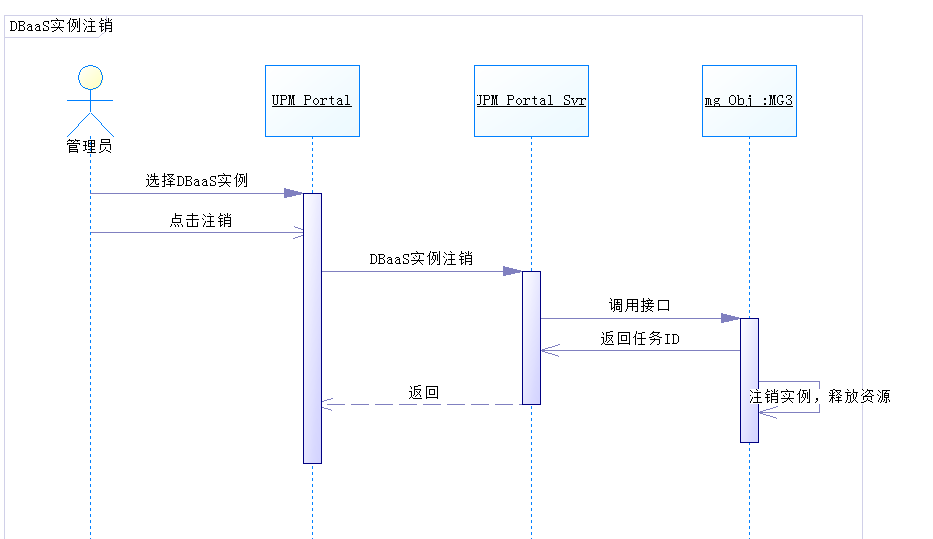 DBaaS实例注销
UPM Portal
JPM Portal Svr
mg Obj :MG3
管理员
选择DBaaS实例
点击注销
DBaaS实例注销
调用接口
返回任务ID
返回
注销实例，释放资源